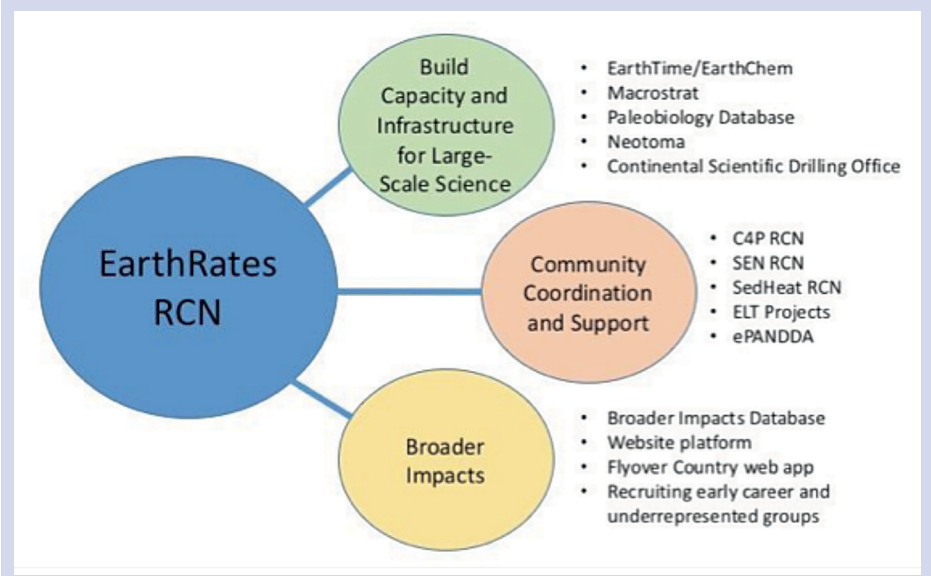 EarthRates
RCN
Build
Capacity and
Infrastructure
for Large-
Scale Science
• EarthTime/EarthChem
• Macrostrat
• Paleobiology Database
• Neotoma
• Continental Scientific Drilling Office
Community
Coordination
and Support
• C4P RCN
• SEN RCN
• SedHeat RCN
• ELT Projects
• ePANDDA
Broader
Impacts
• Broader Impacts Database
• Website platform
• Flyover Country web app
• Recruiting early career and
underrepresented groups